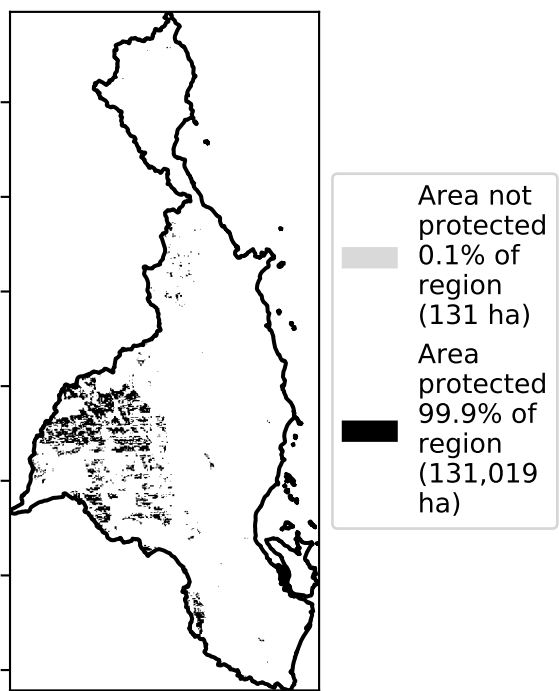 Area not
protected
0.1% of
region
(131 ha)
Area
protected
99.9% of
region
(131,019
ha)